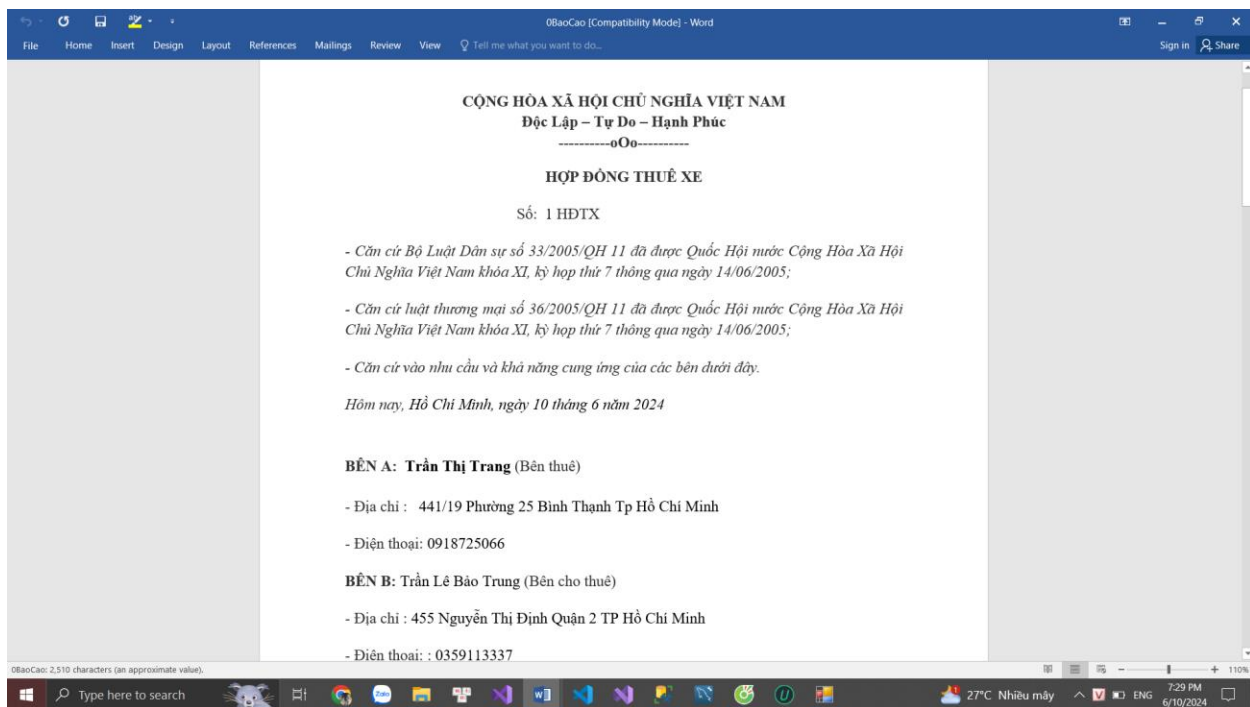 0BaoCao [Compatibility Mode] - Word
File Home Insert Design Layout References Mailings Review View Tell me what you want to do... Sign in Share
CỘNG HÒA XÃ HỘI CHỦ NGHĨA VIỆT NAM
Độc Lập – Tự Do – Hạnh Phúc
----------oOo----------
HỢP ĐỒNG THUÊ XE
Số: 1 HĐTX
- Căn cứ Bộ Luật Dân sự số 33/2005/QH 11 đã được Quốc Hội nước Cộng Hòa Xã Hội
Chủ Nghĩa Việt Nam khóa XI, kỳ họp thứ 7 thông qua ngày 14/06/2005;
- Căn cứ luật thương mại số 36/2005/QH 11 đã được Quốc Hội nước Cộng Hòa Xã Hội
Chủ Nghĩa Việt Nam khóa XI, kỳ họp thứ 7 thông qua ngày 14/06/2005;
- Căn cứ vào nhu cầu và khả năng cung ứng của các bên dưới đây.
Hôm nay, Hồ Chí Minh, ngày 10 tháng 6 năm 2024
BÊN A: Trần Thị Trang (Bên thuê)
- Địa chỉ : 441/19 Phường 25 Bình Thạnh Tp Hồ Chí Minh
- Điện thoại: 0918725066
BÊN B: Trần Lê Bảo Trung (Bên cho thuê)
- Địa chỉ : 455 Nguyễn Thị Định Quận 2 TP Hồ Chí Minh
- Điện thoại: : 0359113337
0BaoCao: 2,510 characters (an approximate value). 110%
Type here to search Zalo 27°C Nhiều mây ENG 7:29 PM
6/10/2024